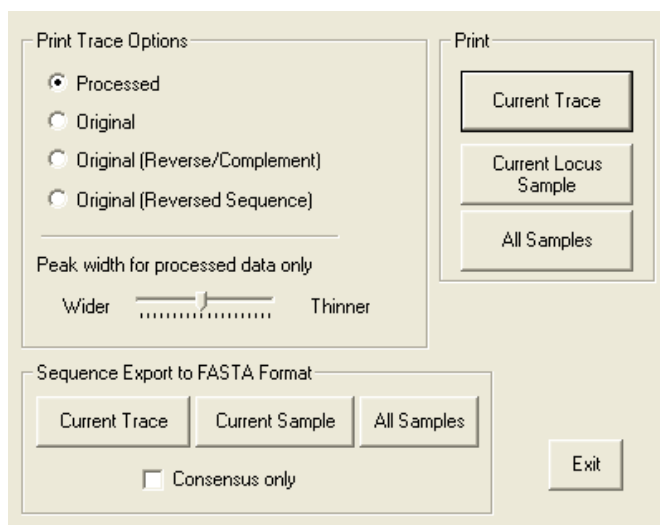 Print Trace Options
Processed
Original
Original (Reverse/Complement)
Original (Reversed Sequence)
Peak width for processed data only
Wider Thinner
Print
Current Trace
Current Locus
Sample
All Samples
Sequence Export to FASTA Format
Current Trace Current Sample All Samples
Consensus only
Exit